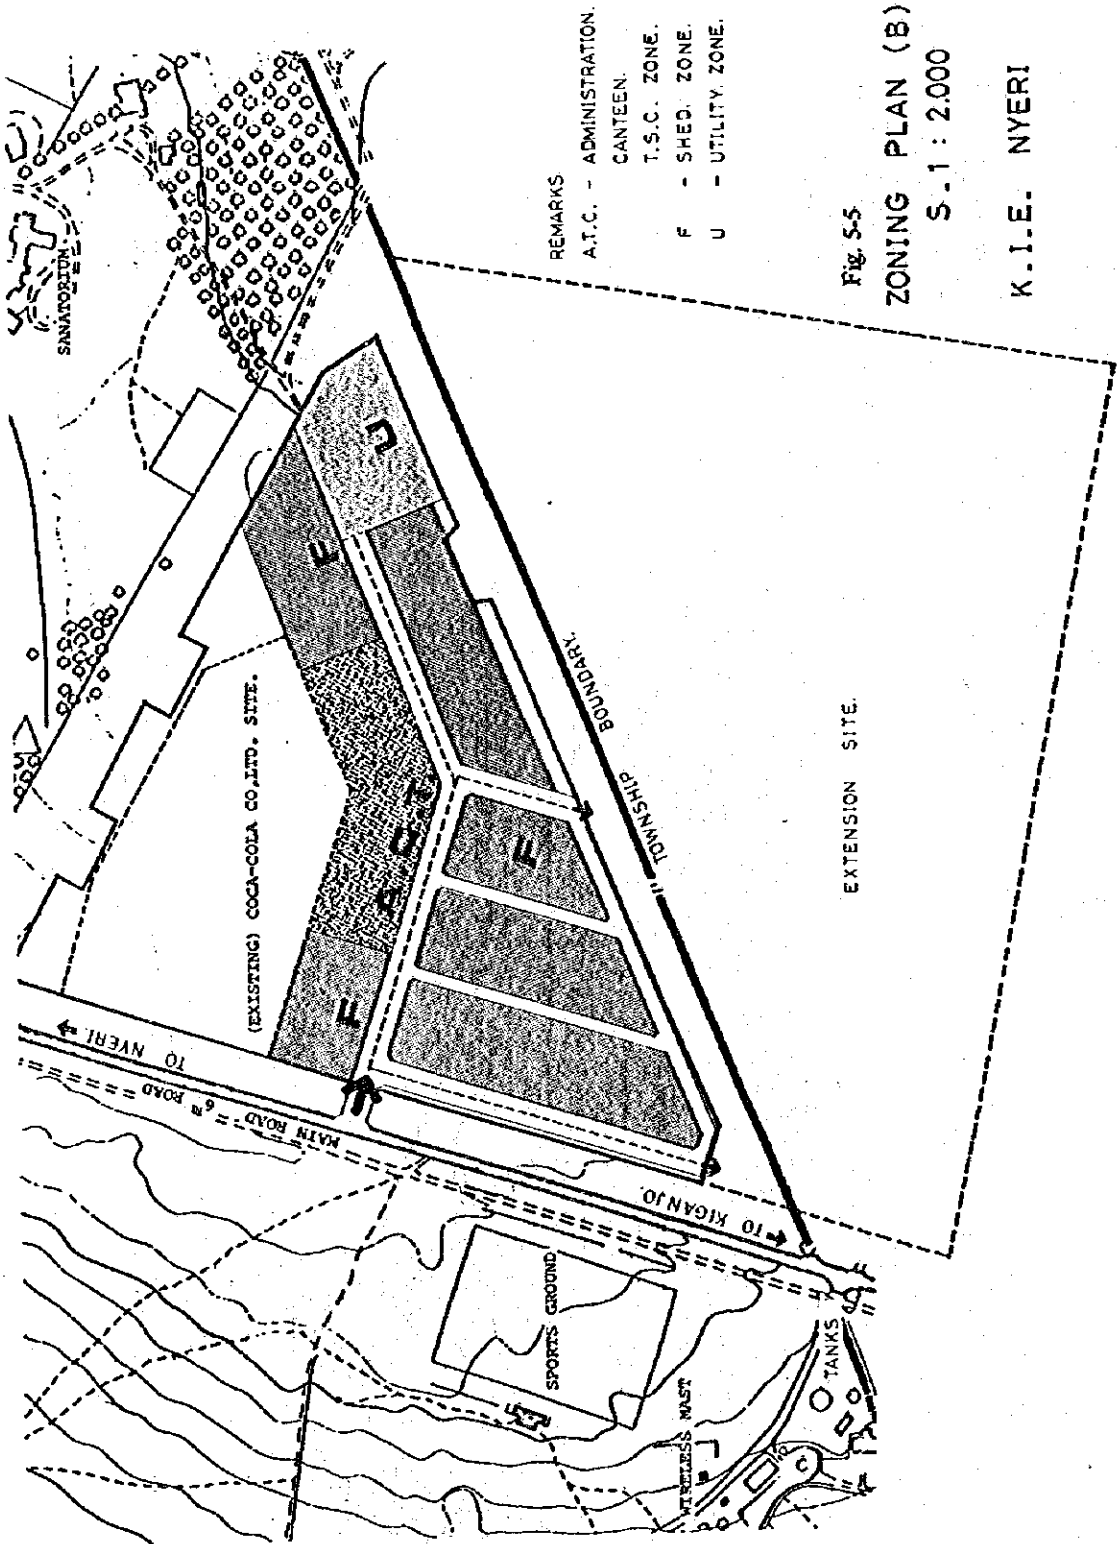 SANATORIUM.
(EXISTING) COCA-COLA CO.,LTD. SITE.
TO NYERI.
MAIN ROAD 6TH ROAD
TO KIGANJO.
SPORTS GROUND
WIRELESS MAST
TANKS
C
F
A.C.T.
F
U
F
TOWNSHIP BOUNDARY.
EXTENSION SITE.
REMARKS
A.T.C. - ADMINISTRATION.
CANTEEN.
T.S.C. ZONE.
F - SHED. ZONE.
U - UTILITY. ZONE.
Fig. 5-5
ZONING PLAN (B)
S.1 : 2.000
K.I.E. NYERI